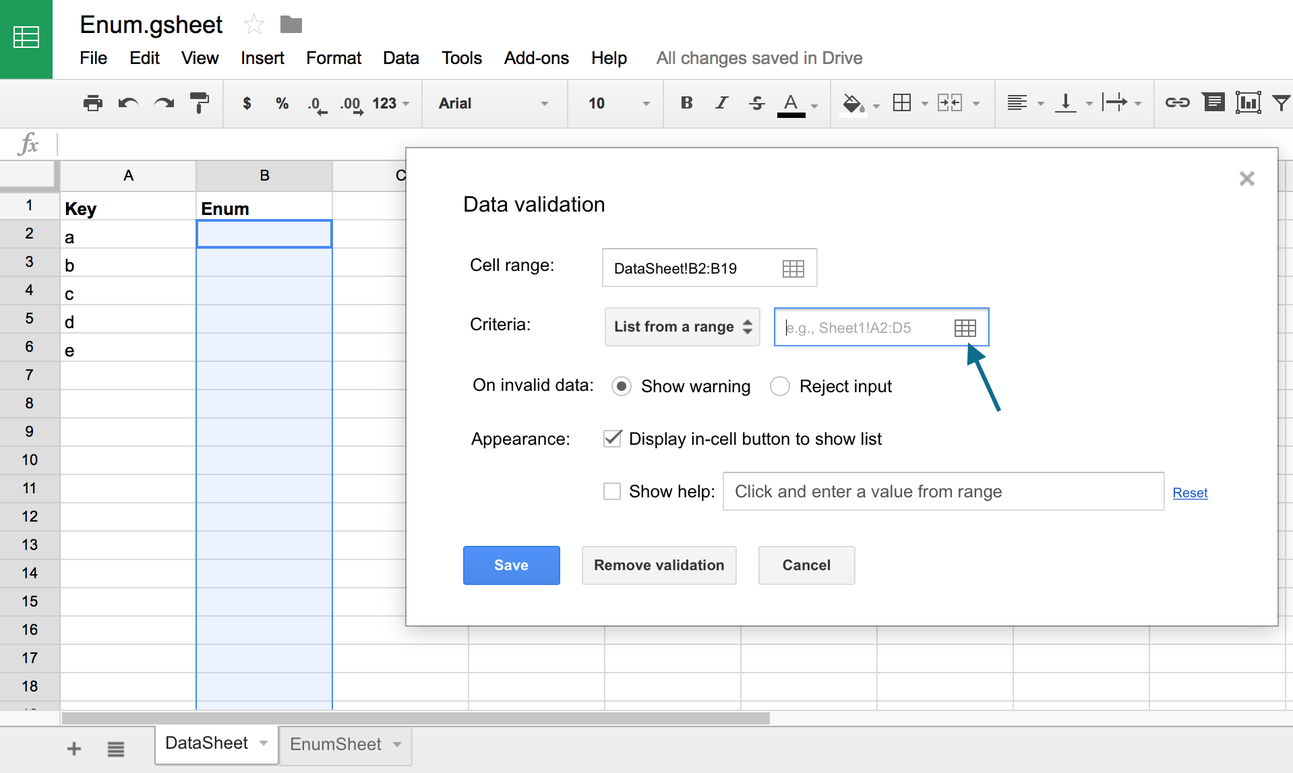 Enum.gsheet
File Edit View Insert Format Data Tools Add-ons Help All changes saved in Drive
$ % .0 .00 123 Arial 10 B I S A
fx
A B C
1 Key Enum
2 a
3 b
4 c
5 d
6 e
7
8
9
10
11
12
13
14
15
16
17
18
Data validation
Cell range: DataSheet!B2:B19
Criteria: List from a range e.g., Sheet1!A2:D5
On invalid data: Show warning Reject input
Appearance: Display in-cell button to show list
Show help: Click and enter a value from range Reset
Save Remove validation Cancel
DataSheet EnumSheet